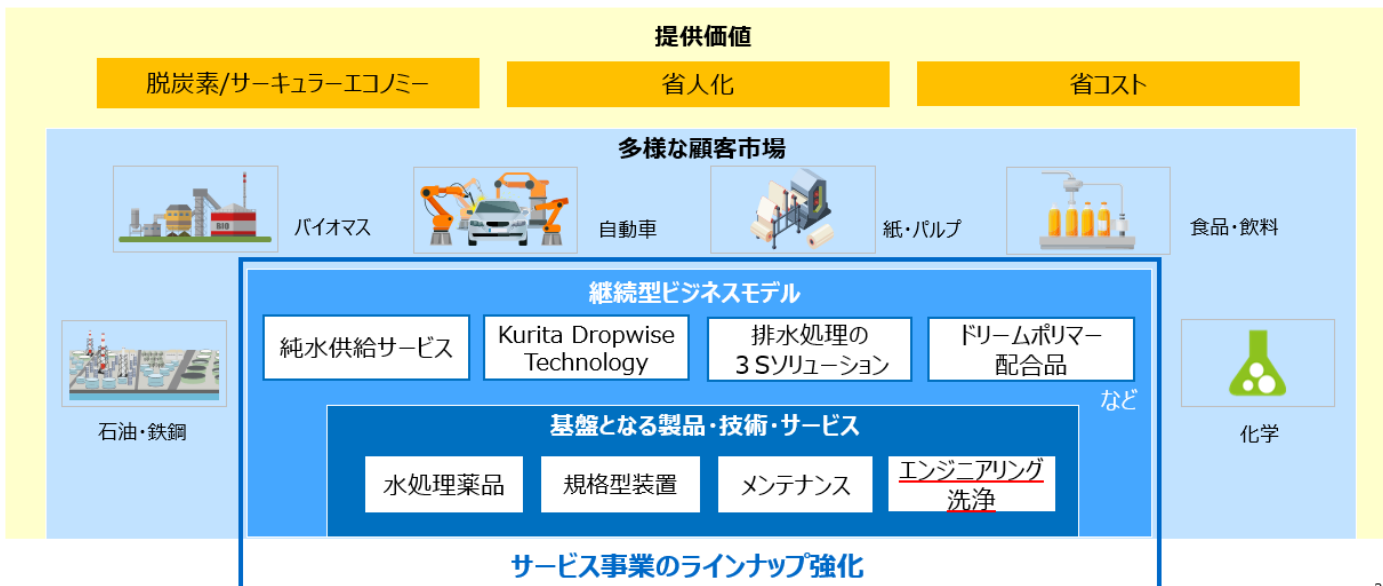 提供価値
脱炭素/サーキュラーエコノミー
省人化
省コスト
多様な顧客市場
バイオマス
自動車
紙・パルプ
食品・飲料
石油・鉄鋼
化学
継続型ビジネスモデル
純水供給サービス
Kurita Dropwise
Technology
排水処理の
3Sソリューション
ドリームポリマー
配合品
など
基盤となる製品・技術・サービス
水処理薬品
規格型装置
メンテナンス
エンジニアリング
洗浄
サービス事業のラインナップ強化
BIO